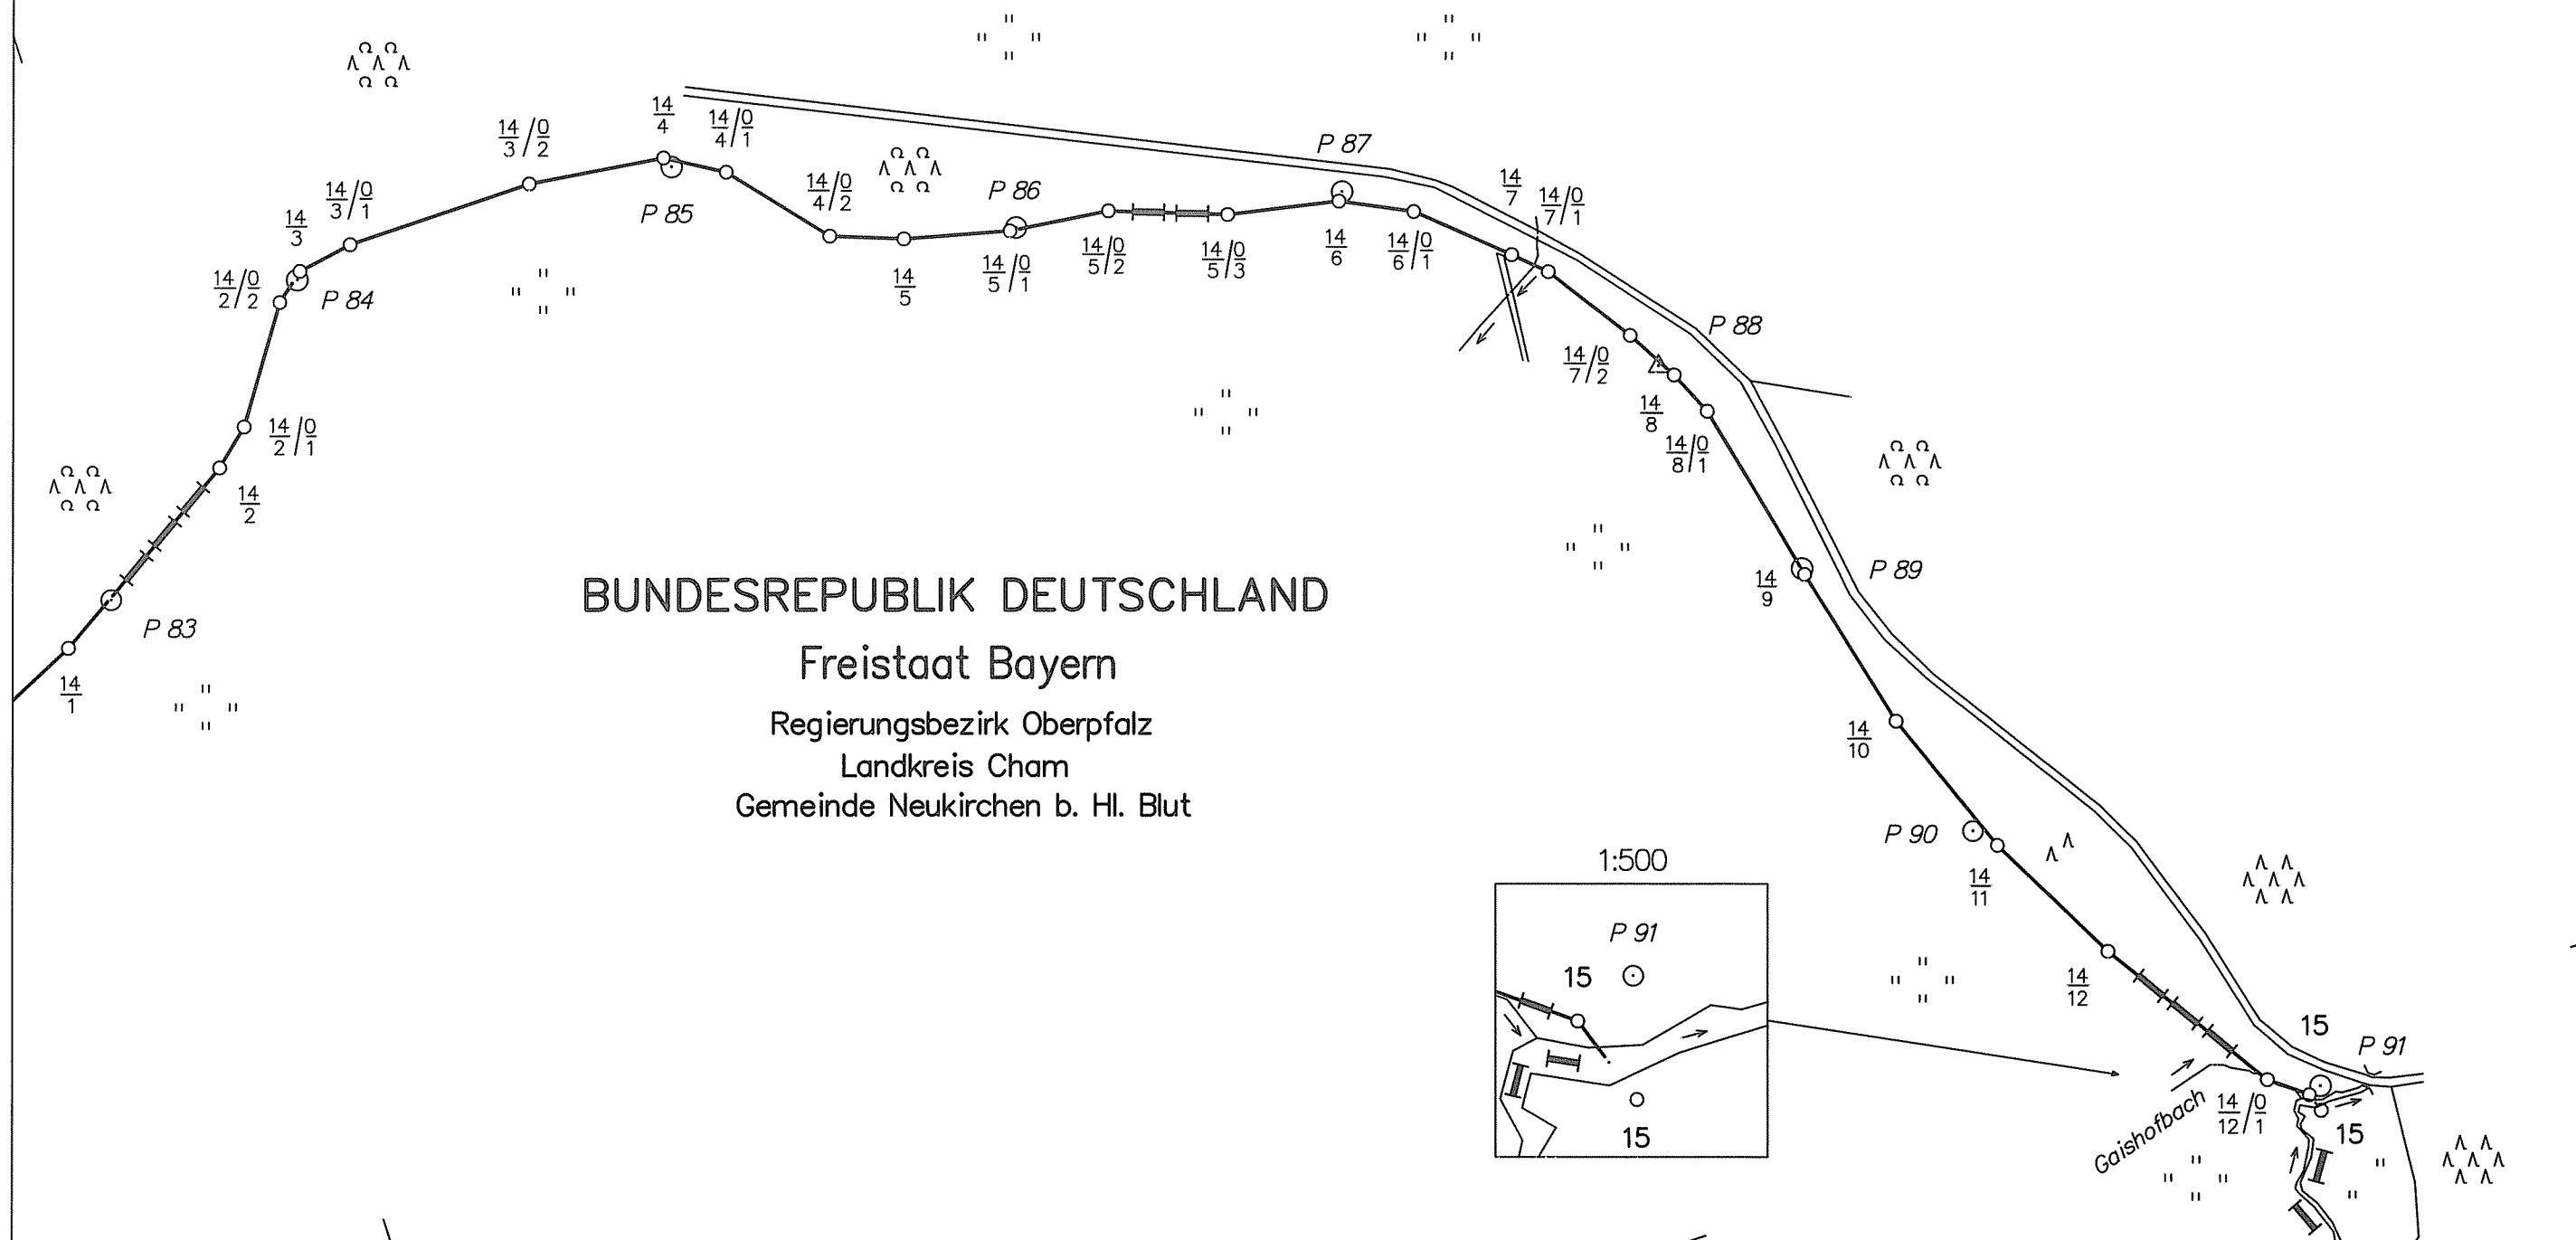 14/4
14/4/0/1
14/3/0/2
P 87
14/7
14/7/0/1
14/3/0/1
14/3
P 85
14/4/0/2
P 86
14/2/0/2
P 84
14/5
14/5/0/1
14/5/0/2
14/5/0/3
14/6
14/6/0/1
P 88
14/7/0/2
14/8
14/8/0/1
14/2/0/1
14/2
P 83
14/1
BUNDESREPUBLIK DEUTSCHLAND
Freistaat Bayern
Regierungsbezirk Oberpfalz
Landkreis Cham
Gemeinde Neukirchen b. Hl. Blut
14/9
P 89
14/10
P 90
14/11
1:500
P 91
15
15
14/12
15
P 91
14/12/0/1
15
Gaishofbach